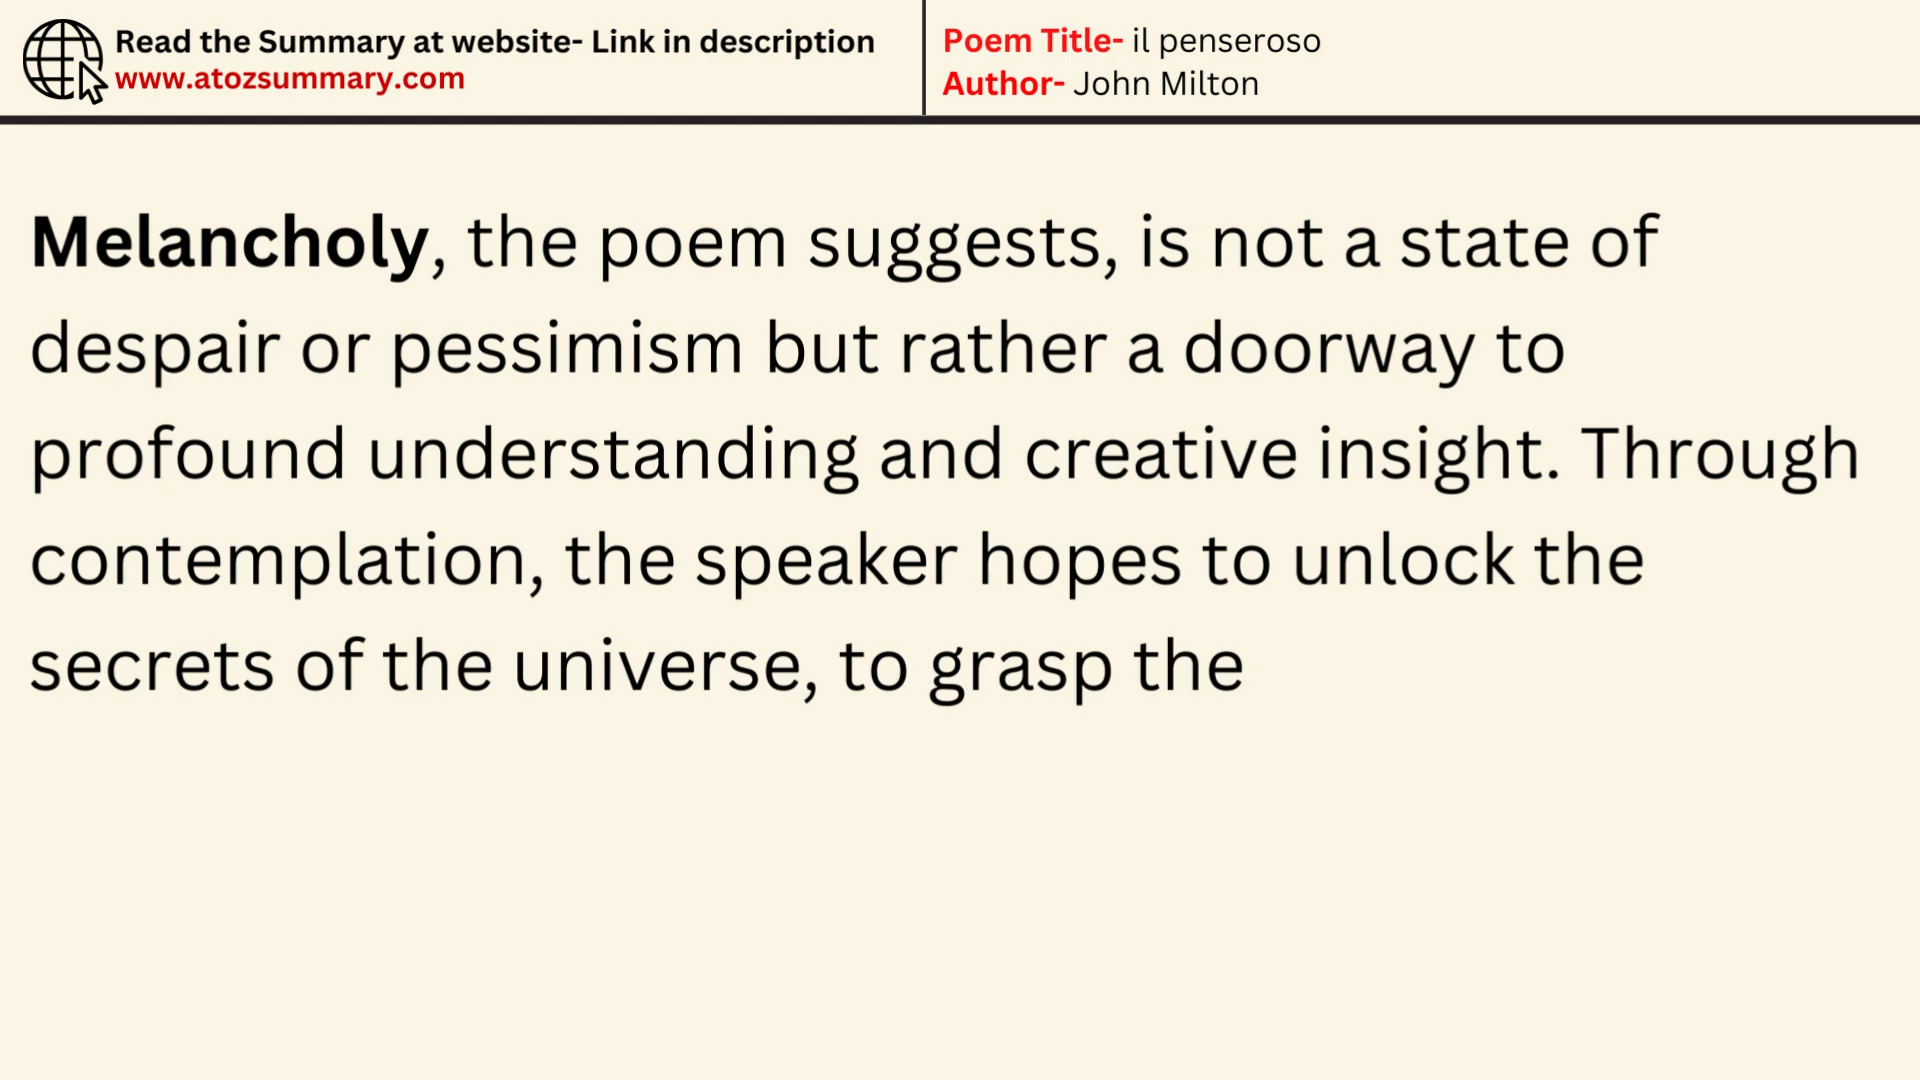 Read the Summary at website- Link in description
www.atozsummary.com
Poem Title- il penseroso
Author- John Milton
Melancholy, the poem suggests, is not a state of
despair or pessimism but rather a doorway to
profound understanding and creative insight. Through
contemplation, the speaker hopes to unlock the
secrets of the universe, to grasp the